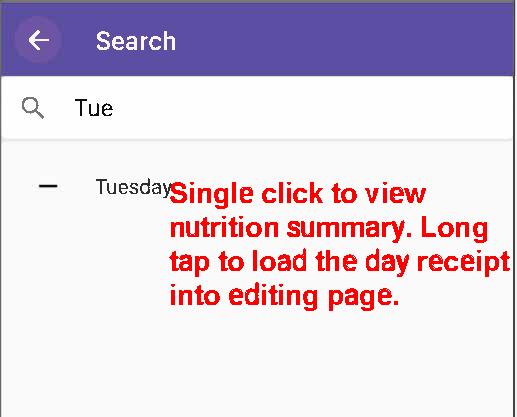 Search
Tue
Tuesday
Single click to view
nutrition summary. Long
tap to load the day receipt
into editing page.